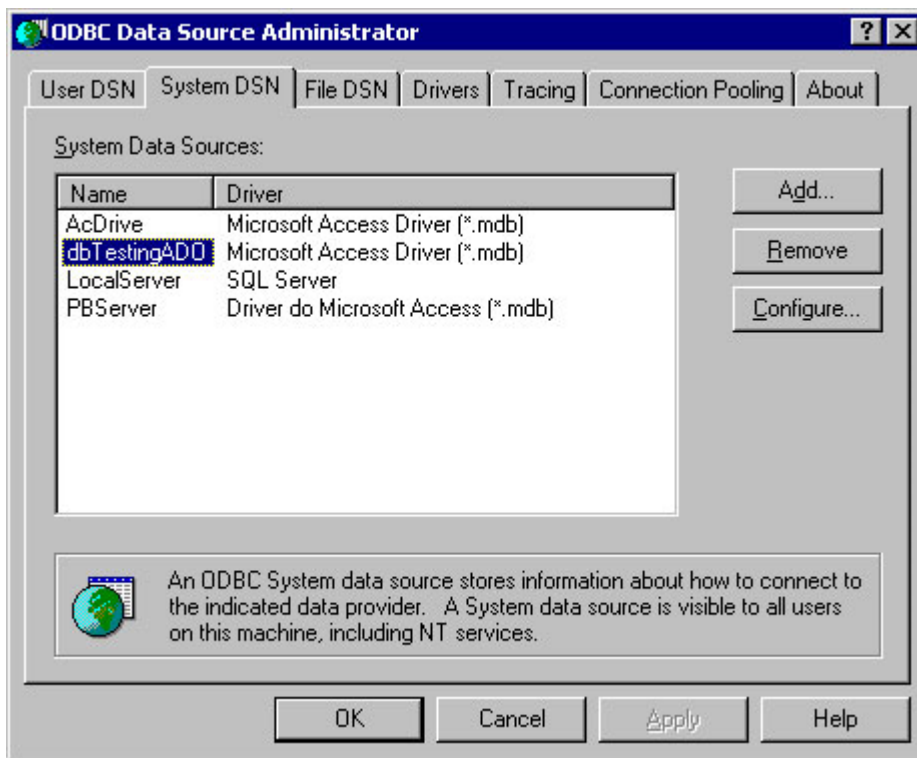 ODBC Data Source Administrator
User DSN System DSN File DSN Drivers Tracing Connection Pooling About
System Data Sources:
Name Driver
AcDrive Microsoft Access Driver (*.mdb)
dbTestingADO Microsoft Access Driver (*.mdb)
LocalServer SQL Server
PBServer Driver do Microsoft Access (*.mdb)
Add...
Remove
Configure...
An ODBC System data source stores information about how to connect to
the indicated data provider. A System data source is visible to all users
on this machine, including NT services.
OK Cancel Apply Help